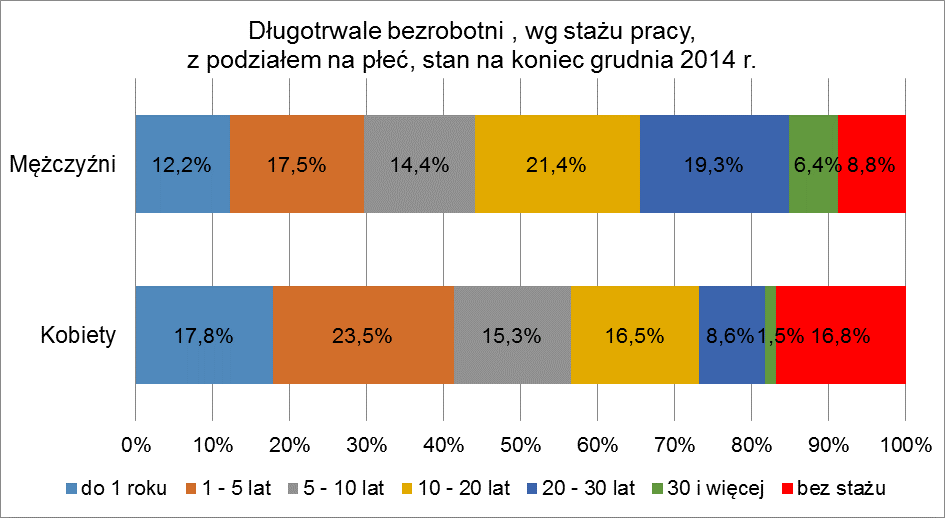 Długotrwale bezrobotni , wg stażu pracy,
z podziałem na płeć, stan na koniec grudnia 2014 r.
Mężczyźni 12,2% 17,5% 14,4% 21,4% 19,3% 6,4% 8,8%
Kobiety 17,8% 23,5% 15,3% 16,5% 8,6% 1,5% 16,8%
0% 10% 20% 30% 40% 50% 60% 70% 80% 90% 100%
do 1 roku 1 - 5 lat 5 - 10 lat 10 - 20 lat 20 - 30 lat 30 i więcej bez stażu